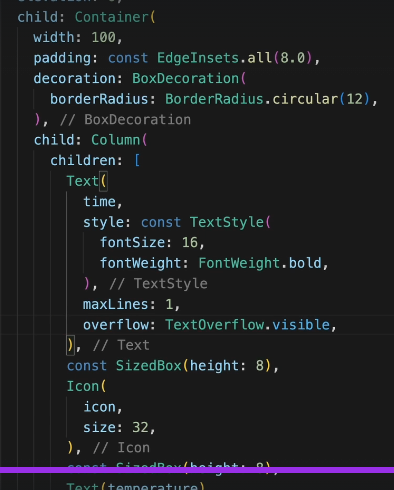 child: Container(
width: 100,
padding: const EdgeInsets.all(8.0),
decoration: BoxDecoration(
borderRadius: BorderRadius.circular(12),
), // BoxDecoration
child: Column(
children: [
Text(
time,
style: const TextStyle(
fontSize: 16,
fontWeight: FontWeight.bold,
), // TextStyle
maxLines: 1,
overflow: TextOverflow.visible,
), // Text
const SizedBox(height: 8),
Icon(
icon,
size: 32,
), // Icon
const SizedBox(height: 8),
Text(temperature)